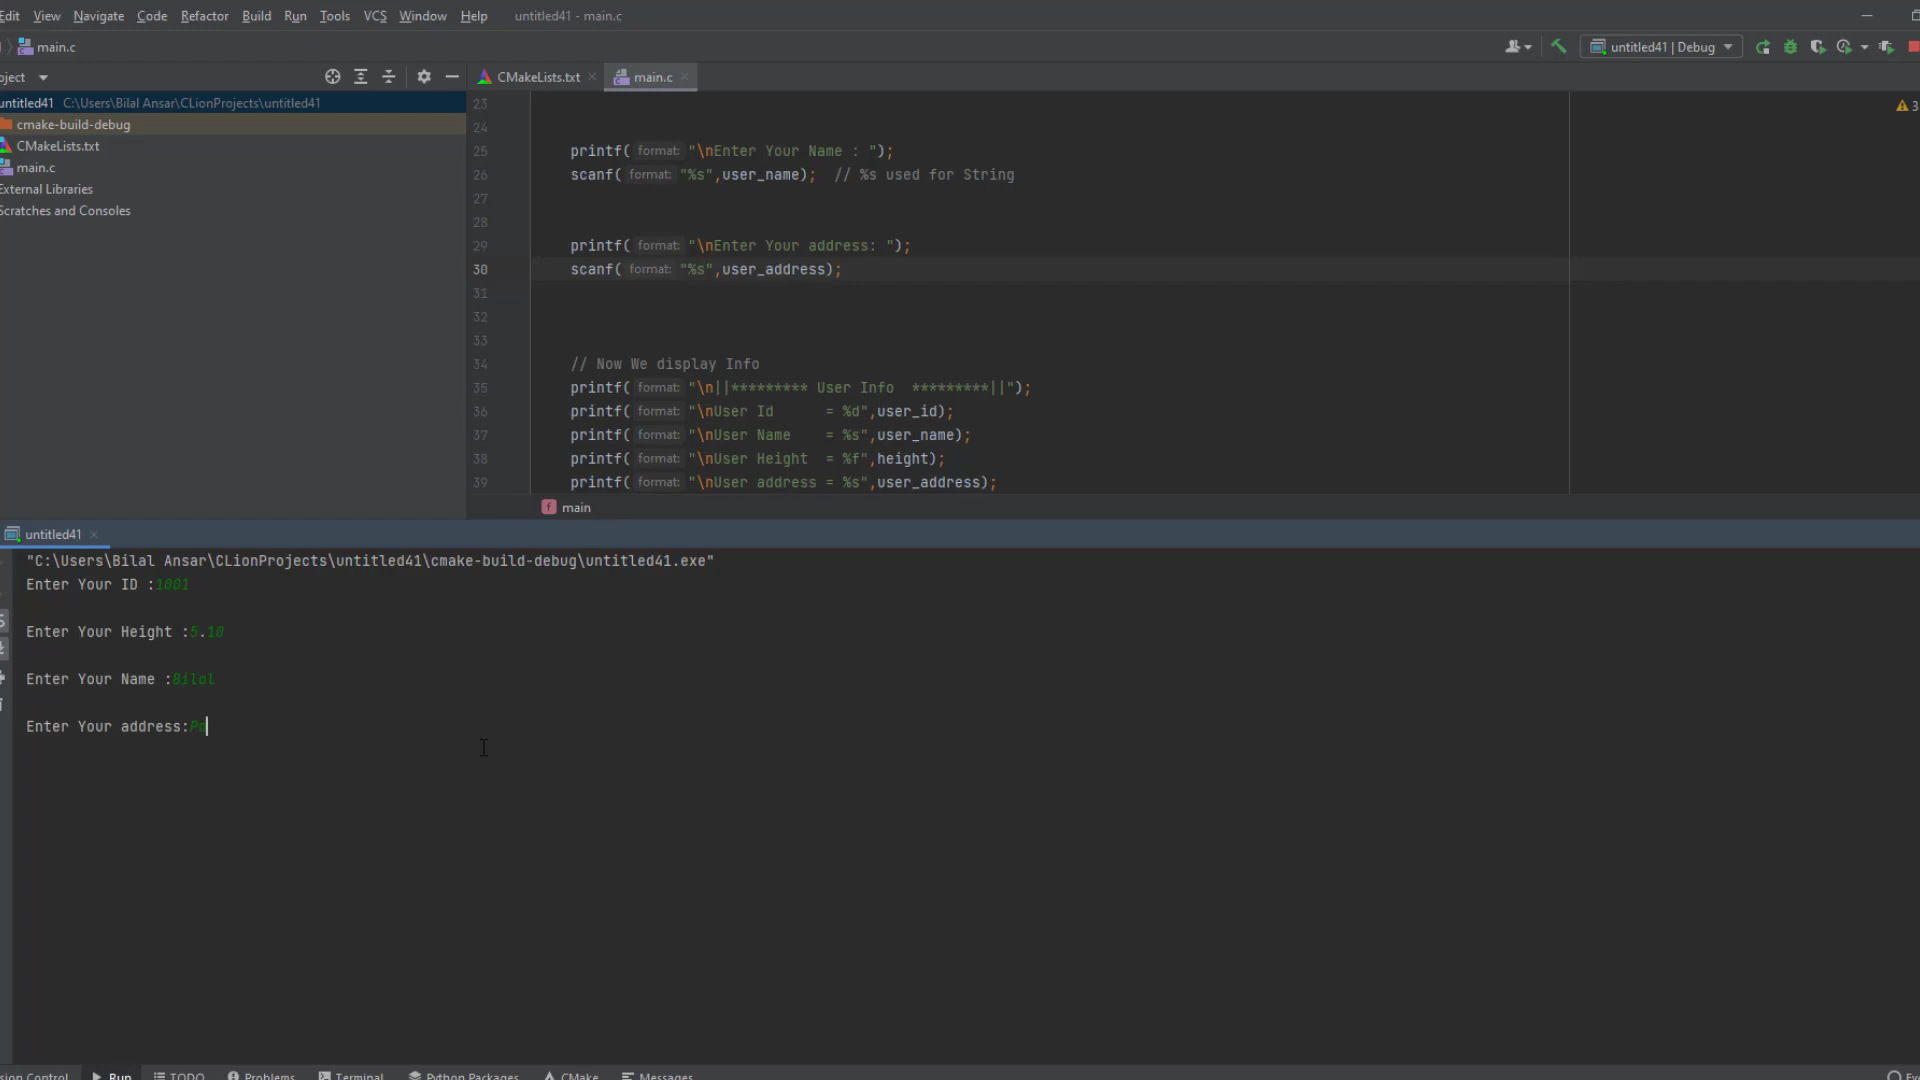 Edit View Navigate Code Refactor Build Run Tools VCS Window Help untitled41 - main.c
main.c
untitled41 | Debug
CMakeLists.txt
main.c
untitled41 C:\Users\Bilal Ansar\CLionProjects\untitled41
cmake-build-debug
CMakeLists.txt
main.c
External Libraries
Scratches and Consoles
3
23
24
25 printf( format: "\nEnter Your Name : ");
26 scanf( format: "%s",user_name); // %s used for String
27
28
29 printf( format: "\nEnter Your address: ");
30 scanf( format: "%s",user_address);
31
32
33
34 // Now We display Info
35 printf( format: "\n||********* User Info *********||");
36 printf( format: "\nUser Id = %d",user_id);
37 printf( format: "\nUser Name = %s",user_name);
38 printf( format: "\nUser Height = %f",height);
39 printf( format: "\nUser address = %s",user_address);
f main
untitled41
"C:\Users\Bilal Ansar\CLionProjects\untitled41\cmake-build-debug\untitled41.exe"
Enter Your ID :1001
Enter Your Height :5.10
Enter Your Name :Bilal
Enter Your address:Pa
Control Run TODO Problems Terminal Python Packages CMake Messages